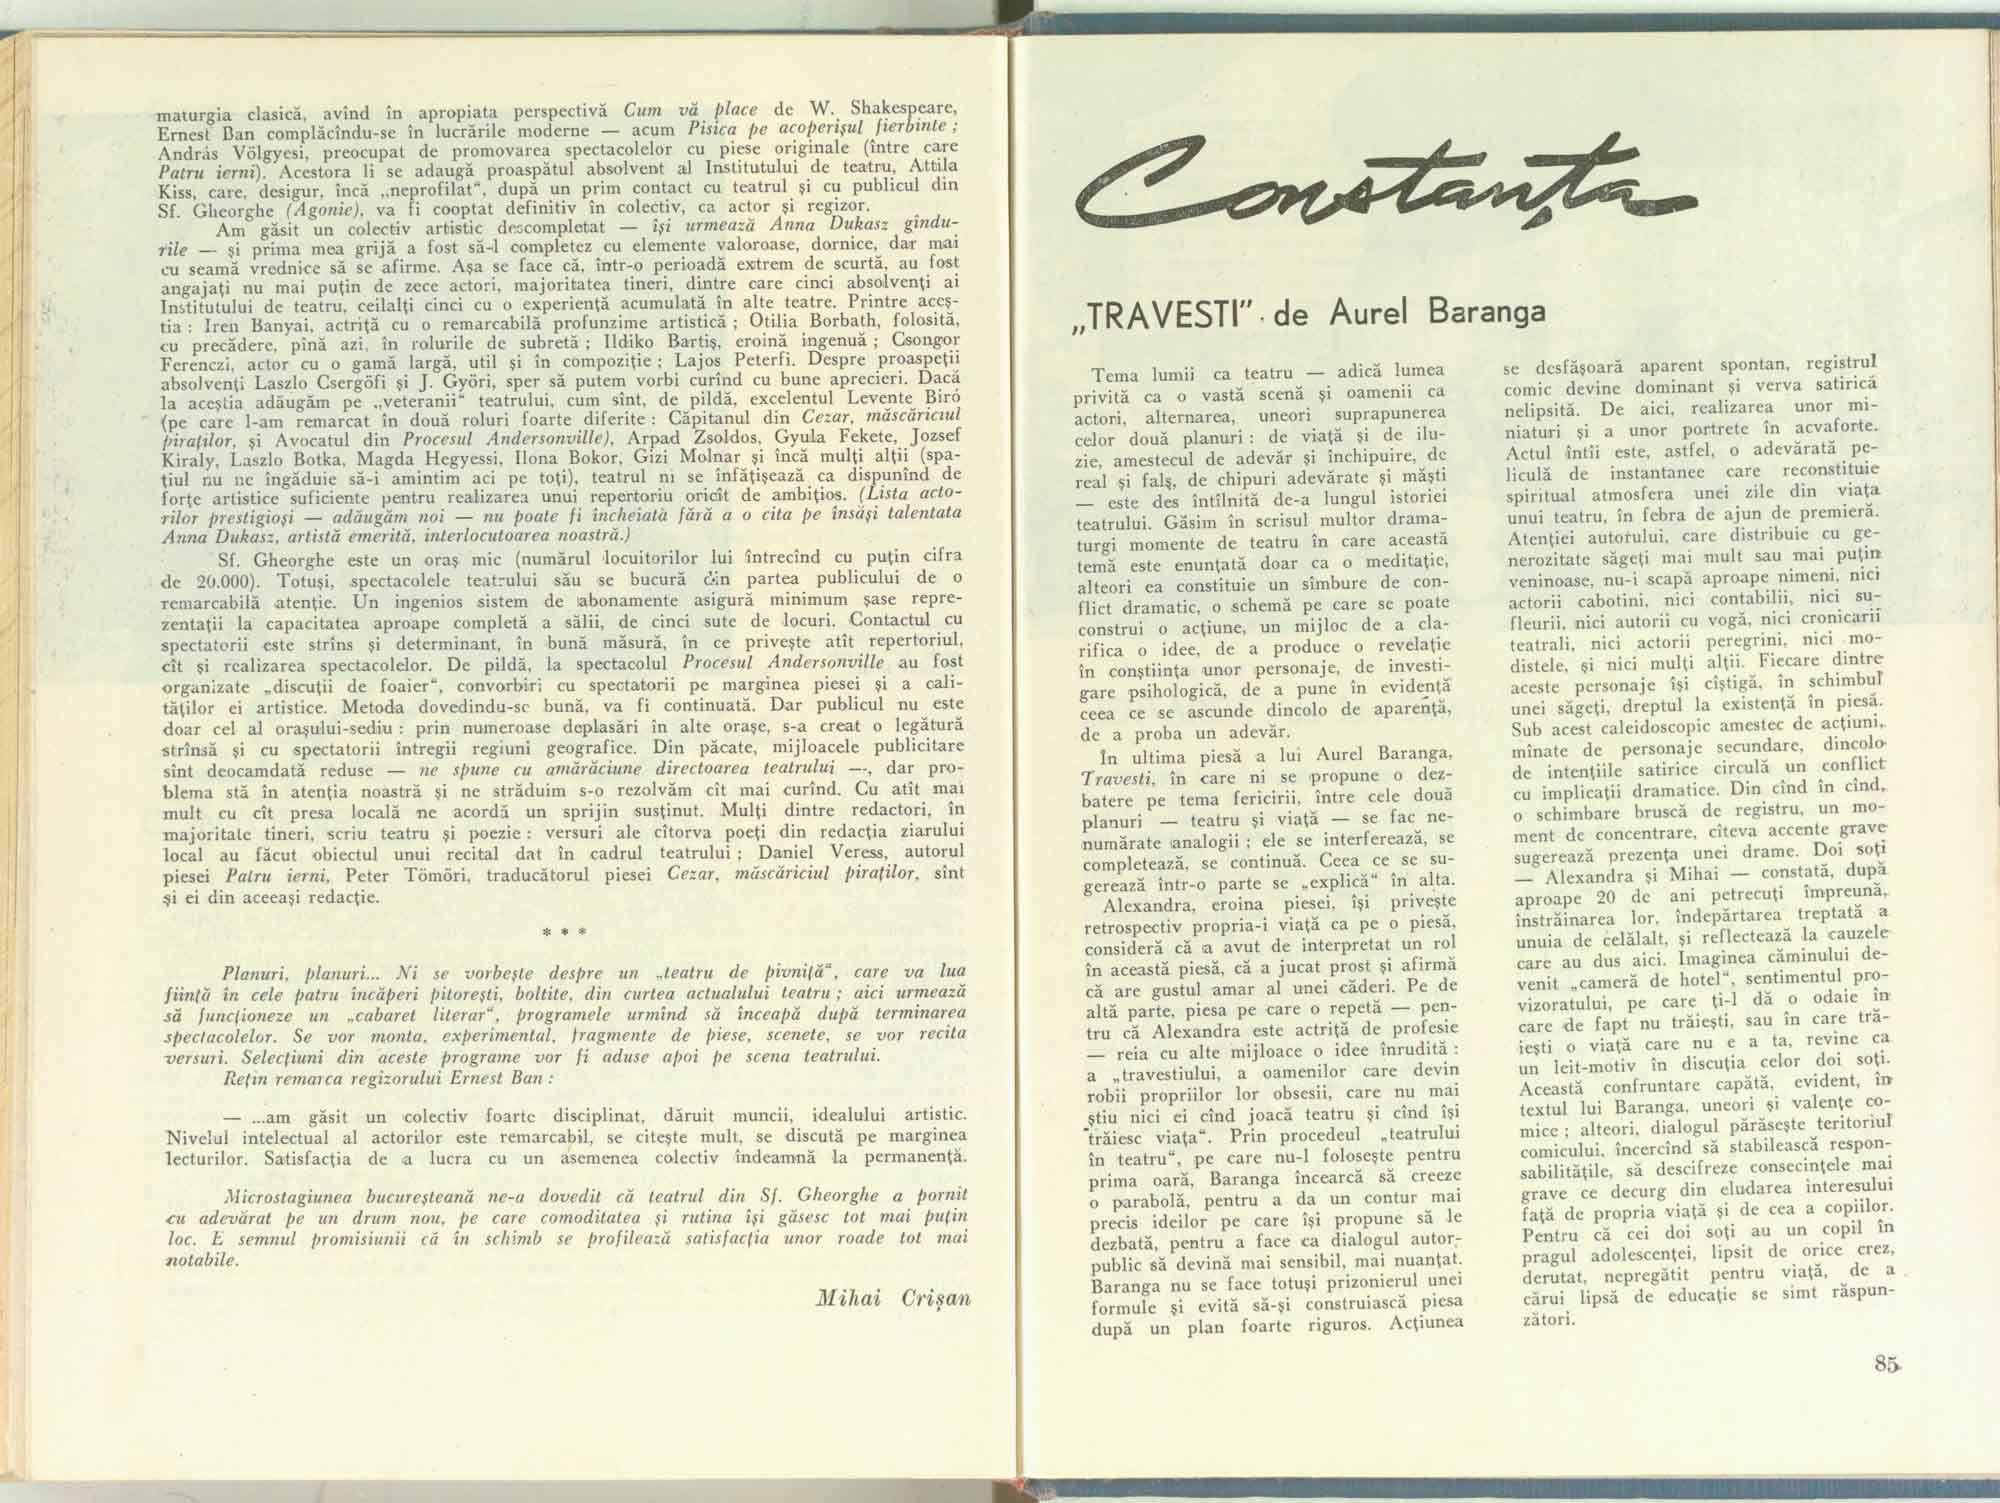 maturgia clasică, avînd în apropiata perspectivă Cum vă place de W. Shakespeare,
Ernest Ban complăcîndu-se în lucrările moderne — acum Pisica pe acoperişul fierbinte ;
András Völgyesi, preocupat de promovarea spectacolelor cu piese originale (între care
Patru ierni). Acestora li se adaugă proaspătul absolvent al Institutului de teatru, Attila
Kiss, care, desigur, încă „neprofilat“, după un prim contact cu teatrul şi cu publicul din
Sf. Gheorghe (Agonie), va fi cooptat definitiv în colectiv, ca actor şi regizor.
Am găsit un colectiv artistic descompletat — îşi urmează Anna Dukasz gîndu-
rile — şi prima mea grijă a fost să-l completez cu elemente valoroase, dornice, dar mai
cu seamă vrednice să se afirme. Aşa se face că, într-o perioadă extrem de scurtă, au fost
angajaţi nu mai puţin de zece actori, majoritatea tineri, dintre care cinci absolvenţi ai
Institutului de teatru, ceilalţi cinci cu o experienţă acumulată în alte teatre. Printre aceş-
tia : Iren Banyai, actriţă cu o remarcabilă profunzime artistică ; Otilia Borbath, folosită,
cu precădere, pînă azi, în rolurile de subretă ; Ildiko Bartiş, eroină ingenuă ; Csongor
Ferenczi, actor cu o gamă largă, util şi în compoziţie ; Lajos Peterfi. Despre proaspeţii
absolvenţi Laszlo Csergöfi şi J. Györi, sper să putem vorbi curînd cu bune aprecieri. Dacă
la aceştia adăugăm pe „veteranii“ teatrului, cum sînt, de pildă, excelentul Levente Biró
(pe care l-am remarcat în două roluri foarte diferite : Căpitanul din Cezar, măscăriciul
piraţilor, şi Avocatul din Procesul Andersonville), Arpad Zsoldos, Gyula Fekete, Jozsef
Kiraly, Laszlo Botka, Magda Hegyessi, Ilona Bokor, Gizi Molnar şi încă mulţi alţii (spa-
ţiul nu ne îngăduie să-i amintim aci pe toţi), teatrul ni se înfăţişează ca dispunînd de
forţe artistice suficiente pentru realizarea unui repertoriu oricît de ambiţios. (Lista acto-
rilor prestigioşi — adăugăm noi — nu poate fi încheiată fără a o cita pe însăşi talentata
Anna Dukasz, artistă emerită, interlocutoarea noastră.)
Sf. Gheorghe este un oraş mic (numărul locuitorilor lui întrecînd cu puţin cifra
de 20.000). Totuşi, spectacolele teatrului său se bucură din partea publicului de o
remarcabilă atenţie. Un ingenios sistem de abonamente asigură minimum şase repre-
zentaţii la capacitatea aproape completă a sălii, de cinci sute de locuri. Contactul cu
spectatorii este strîns şi determinant, în bună măsură, în ce priveşte atît repertoriul,
cît şi realizarea spectacolelor. De pildă, la spectacolul Procesul Andersonville au fost
organizate „discuţii de foaier“, convorbiri cu spectatorii pe marginea piesei şi a cali-
tăţilor ei artistice. Metoda dovedindu-se bună, va fi continuată. Dar publicul nu este
doar cel al oraşului-sediu : prin numeroase deplasări în alte oraşe, s-a creat o legătură
strînsă şi cu spectatorii întregii regiuni geografice. Din păcate, mijloacele publicitare
sînt deocamdată reduse — ne spune cu amărăciune directoarea teatrului —, dar pro-
blema stă în atenţia noastră şi ne străduim s-o rezolvăm cît mai curînd. Cu atît mai
mult cu cît presa locală ne acordă un sprijin susţinut. Mulţi dintre redactori, în
majoritate tineri, scriu teatru şi poezie : versuri ale cîtorva poeţi din redacţia ziarului
local au făcut obiectul unui recital dat în cadrul teatrului ; Daniel Veress, autorul
piesei Patru ierni, Peter Tömöri, traducătorul piesei Cezar, măscăriciul piraţilor, sînt
şi ei din aceeaşi redacţie.
* * *
Planuri, planuri... Ni se vorbeşte despre un „teatru de pivniţă“, care va lua
fiinţă în cele patru încăperi pitoreşti, boltite, din curtea actualului teatru ; aici urmează
să funcţioneze un „cabaret literar“, programele urmînd să înceapă după terminarea
spectacolelor. Se vor monta, experimental, fragmente de piese, scenete, se vor recita
versuri. Selecţiuni din aceste programe vor fi aduse apoi pe scena teatrului.
Reţin remarca regizorului Ernest Ban :
— ...am găsit un colectiv foarte disciplinat, dăruit muncii, idealului artistic.
Nivelul intelectual al actorilor este remarcabil, se citeşte mult, se discută pe marginea
lecturilor. Satisfacţia de a lucra cu un asemenea colectiv îndeamnă la permanenţă.
Microstagiunea bucureşteană ne-a dovedit că teatrul din Sf. Gheorghe a pornit
cu adevărat pe un drum nou, pe care comoditatea şi rutina îşi găsesc tot mai puţin
loc. E semnul promisiunii că în schimb se profilează satisfacţia unor roade tot mai
notabile.
Mihai Crişan
Constanţa
„TRAVESTI” de Aurel Baranga
Tema lumii ca teatru — adică lumea
privită ca o vastă scenă şi oamenii ca
actori, alternarea, uneori suprapunerea
celor două planuri : de viaţă şi de ilu-
zie, amestecul de adevăr şi închipuire, de
real şi fals, de chipuri adevărate şi măşti
— este des întîlnită de-a lungul istoriei
teatrului. Găsim în scrisul multor drama-
turgi momente de teatru în care această
temă este enunţată doar ca o meditaţie,
alteori ea constituie un sîmbure de con-
flict dramatic, o schemă pe care se poate
construi o acţiune, un mijloc de a cla-
rifica o idee, de a produce o revelaţie
în conştiinţa unor personaje, de investi-
gare psihologică, de a pune în evidenţă
ceea ce se ascunde dincolo de aparenţă,
de a proba un adevăr.
În ultima piesă a lui Aurel Baranga,
Travesti, în care ni se propune o dez-
batere pe tema fericirii, între cele două
planuri — teatru şi viaţă — se fac ne-
numărate analogii ; ele se interferează, se
completează, se continuă. Ceea ce se su-
gerează într-o parte se „explică“ în alta.
Alexandra, eroina piesei, îşi priveşte
retrospectiv propria-i viaţă ca pe o piesă,
consideră că a avut de interpretat un rol
în această piesă, că a jucat prost şi afirmă
că are gustul amar al unei căderi. Pe de
altă parte, piesa pe care o repetă — pen-
tru că Alexandra este actriţă de profesie
— reia cu alte mijloace o idee înrudită :
a „travestiului, a oamenilor care devin
robii propriilor lor obsesii, care nu mai
ştiu nici ei cînd joacă teatru şi cînd îşi
trăiesc viaţa“. Prin procedeul „teatrului
în teatru“, pe care nu-l foloseşte pentru
prima oară, Baranga încearcă să creeze
o parabolă, pentru a da un contur mai
precis ideilor pe care îşi propune să le
dezbată, pentru a face ca dialogul autor-
public să devină mai sensibil, mai nuanţat.
Baranga nu se face totuşi prizonierul unei
formule şi evită să-şi construiască piesa
după un plan foarte riguros. Acţiunea
se desfăşoară aparent spontan, registrul
comic devine dominant şi verva satirică
nelipsită. De aici, realizarea unor mi-
niaturi şi a unor portrete în acvaforte.
Actul întîi este, astfel, o adevărată pe-
liculă de instantanee care reconstituie
spiritual atmosfera unei zile din viaţa
unui teatru, în febra de ajun de premieră.
Atenţiei autorului, care distribuie cu ge-
nerozitate săgeţi mai mult sau mai puţin
veninoase, nu-i scapă aproape nimeni, nici
actorii cabotini, nici contabilii, nici su-
fleurii, nici autorii cu vogă, nici cronicarii
teatrali, nici actorii peregrini, nici mo-
distele, şi nici mulţi alţii. Fiecare dintre
aceste personaje îşi cîştigă, în schimbul
unei săgeţi, dreptul la existenţă în piesă.
Sub acest caleidoscopic amestec de acţiuni,
mînate de personaje secundare, dincolo
de intenţiile satirice circulă un conflict
cu implicaţii dramatice. Din cînd în cînd,
o schimbare bruscă de registru, un mo-
ment de concentrare, cîteva accente grave
sugerează prezenţa unei drame. Doi soţi
— Alexandra şi Mihai — constată, după
aproape 20 de ani petrecuţi împreună,
înstrăinarea lor, îndepărtarea treptată a
unuia de celălalt, şi reflectează la cauzele
care au dus aici. Imaginea căminului de-
venit „cameră de hotel“, sentimentul pro-
vizoratului, pe care ţi-l dă o odaie în
care de fapt nu trăieşti, sau în care tră-
ieşti o viaţă care nu e a ta, revine ca
un leit-motiv în discuţia celor doi soţi.
Această confruntare capătă, evident, în
textul lui Baranga, uneori şi valenţe co-
mice ; alteori, dialogul părăseşte teritoriul
comicului, încercînd să stabilească respon-
sabilităţile, să descifreze consecinţele mai
grave ce decurg din eludarea interesului
faţă de propria viaţă şi de cea a copiilor.
Pentru că cei doi soţi au un copil în
pragul adolescenţei, lipsit de orice crez,
derutat, nepregătit pentru viaţă, de a
cărui lipsă de educaţie se simt răspun-
zători.
85